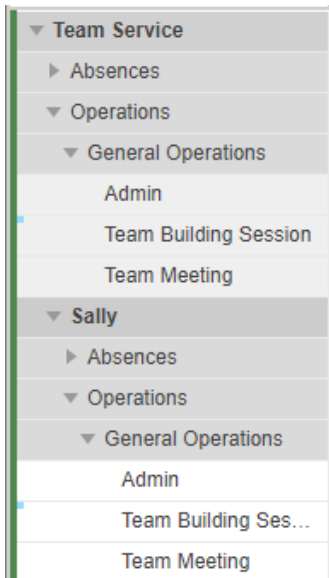 Team Service
Absences
Operations
General Operations
Admin
Team Building Session
Team Meeting
Sally
Absences
Operations
General Operations
Admin
Team Building Ses...
Team Meeting